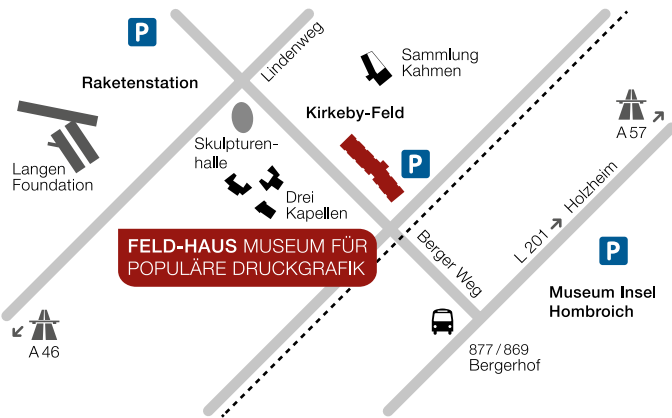 P
Raketenstation
Lindenweg
Sammlung
Kahmen
Kirkeby-Feld
A 57
Langen
Foundation
Skulpturen-
halle
P
Drei
Kapellen
FELD-HAUS MUSEUM FÜR
POPULÄRE DRUCKGRAFIK
Berger Weg
L 201
Holzheim
P
Museum Insel
Hombroich
A 46
877 / 869
Bergerhof